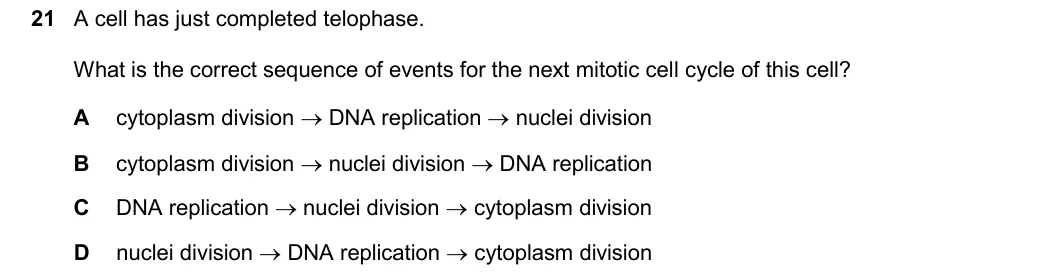 21 A cell has just completed telophase.
What is the correct sequence of events for the next mitotic cell cycle of this cell?
A cytoplasm division → DNA replication → nuclei division
B cytoplasm division → nuclei division → DNA replication
C DNA replication → nuclei division → cytoplasm division
D nuclei division → DNA replication → cytoplasm division